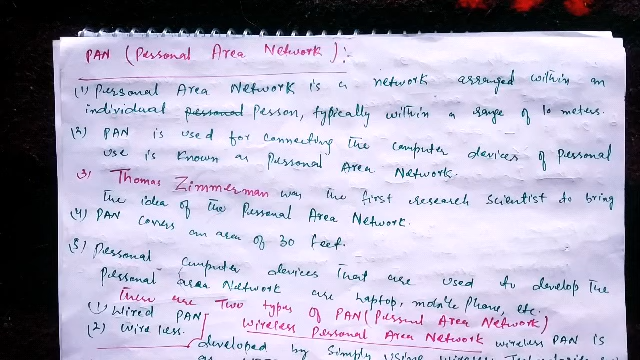 PAN (Personal Area Network):-
(1) Personal Area Network is a network arranged within an
individual personal Person, typically within a range of 10 meters.
(2) PAN is used for connecting the computer devices of personal
use is known as Personal Area Network.
(3) Thomas Zimmerman was the first research scientist to bring
the idea of the Personal Area Network.
(4) PAN covers an area of 30 feet.
(5) Personal computer devices that are used to develop the
personal area Network are laptop, mobile phone, etc.
There are Two types of PAN (Personal Area Network)
(1) Wired PAN
(2) wireless. wireless Personal Area Network wireless PAN is
developed by simply using